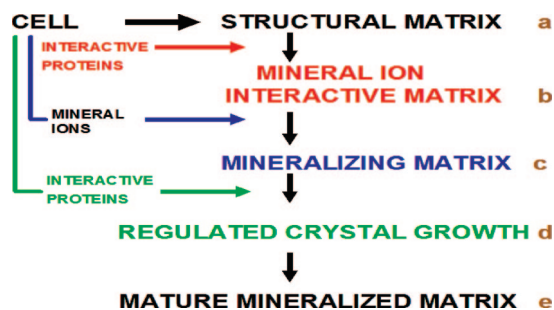 CELL STRUCTURAL MATRIX a
INTERACTIVE
PROTEINS
MINERAL ION
INTERACTIVE MATRIX b
MINERAL
IONS
MINERALIZING MATRIX c
INTERACTIVE
PROTEINS
REGULATED CRYSTAL GROWTH d
MATURE MINERALIZED MATRIX e